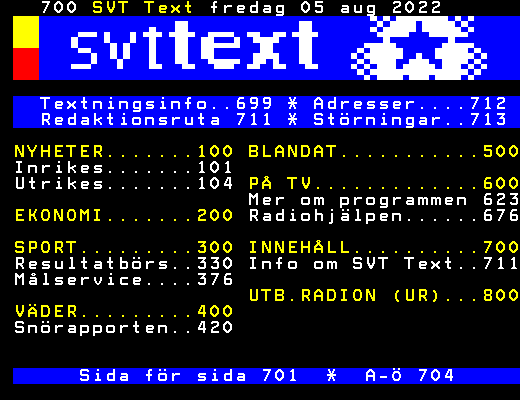 700 SVT Text fredag 05 aug 2022
svttext
Textningsinfo..699 * Adresser....712
Redaktionsruta 711 * Störningar..713
NYHETER.......100 BLANDAT...........500
Inrikes.......101
Utrikes.......104 PÅ TV.............600
Mer om programmen 623
EKONOMI.......200 Radiohjälpen......676
SPORT.........300 INNEHÅLL..........700
Resultatbörs..330 Info om SVT Text..711
Målservice....376
UTB.RADION (UR)...800
VÄDER.........400
Snörapporten..420
Sida för sida 701 * A-Ö 704